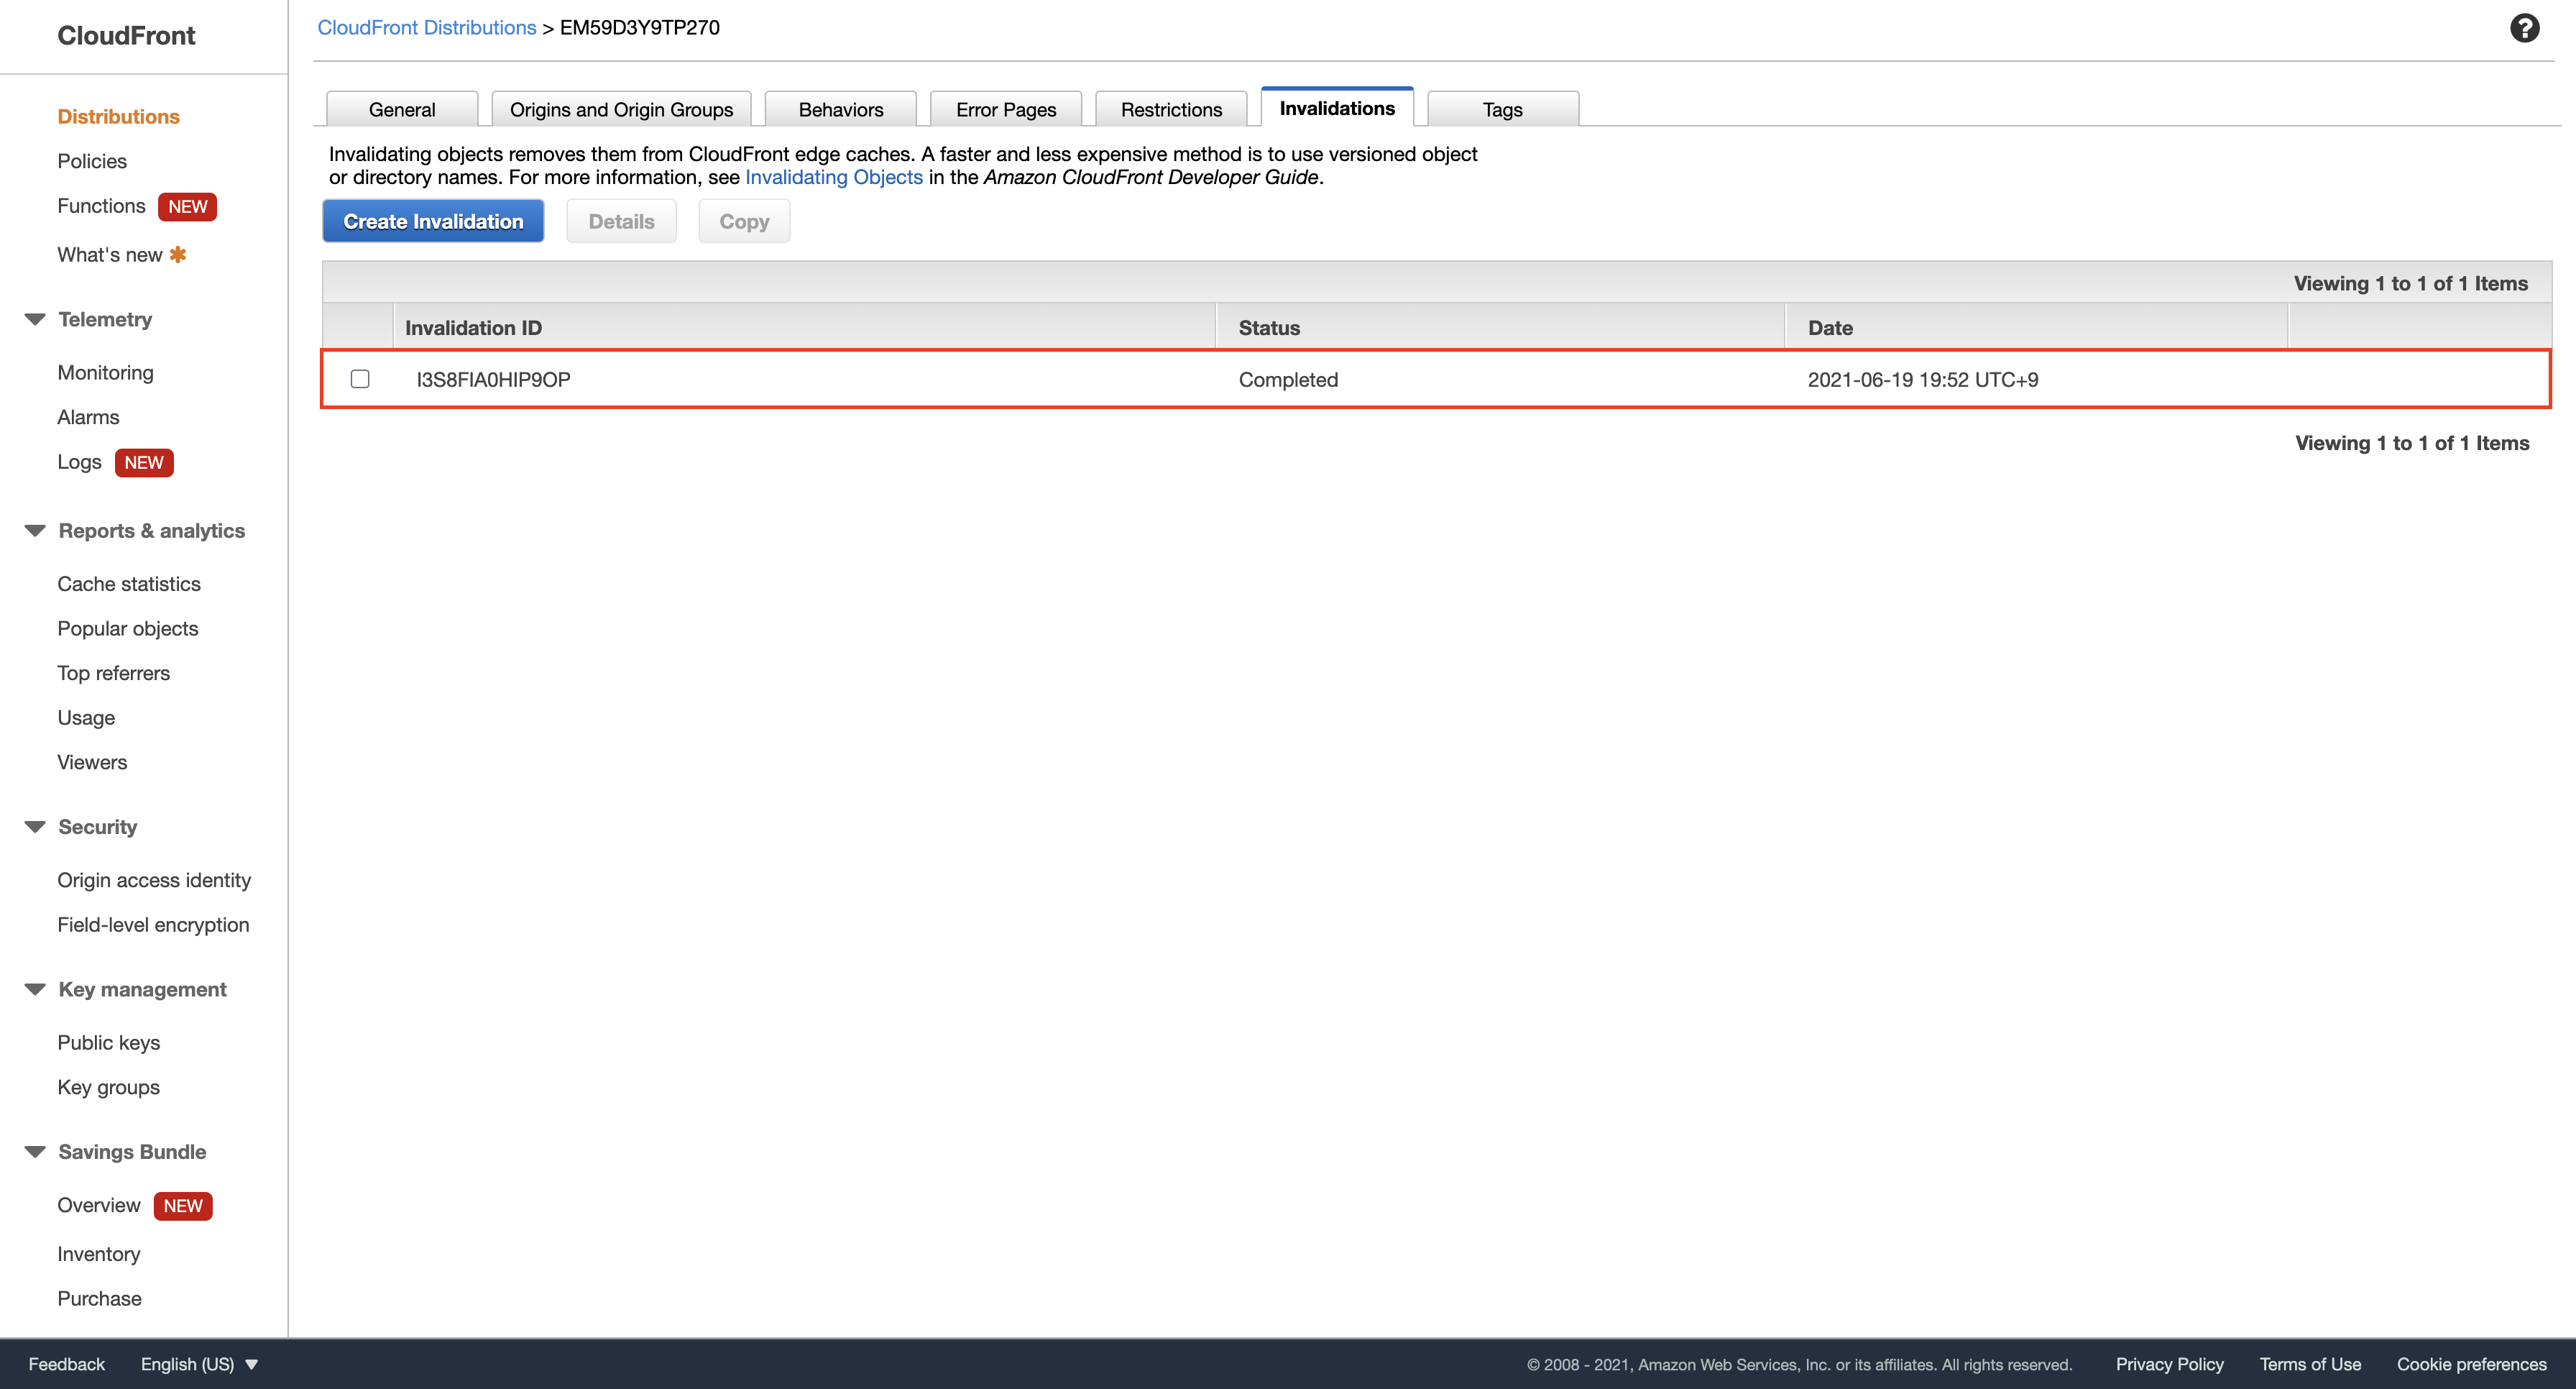 CloudFront
Distributions
Policies
Functions NEW
What's new
Telemetry
Monitoring
Alarms
Logs NEW
Reports & analytics
Cache statistics
Popular objects
Top referrers
Usage
Viewers
Security
Origin access identity
Field-level encryption
Key management
Public keys
Key groups
Savings Bundle
Overview NEW
Inventory
Purchase
CloudFront Distributions > EM59D3Y9TP270
?
General Origins and Origin Groups Behaviors Error Pages Restrictions Invalidations Tags
Invalidating objects removes them from CloudFront edge caches. A faster and less expensive method is to use versioned object
or directory names. For more information, see Invalidating Objects in the Amazon CloudFront Developer Guide.
Create Invalidation Details Copy
Viewing 1 to 1 of 1 Items
Invalidation ID Status Date
I3S8FIA0HIP9OP Completed 2021-06-19 19:52 UTC+9
Viewing 1 to 1 of 1 Items
Feedback English (US) © 2008 - 2021, Amazon Web Services, Inc. or its affiliates. All rights reserved. Privacy Policy Terms of Use Cookie preferences